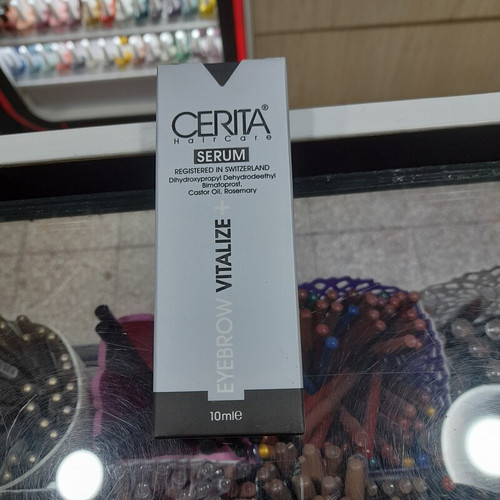 CERITA®
HairCare
SERUM
REGISTERED IN SWITZERLAND
Dihydroxypropyl Dehydrodeethyl
Bimatoprost,
Castor Oil, Rosemary
EYEBROW VITALIZE +
10ml℮